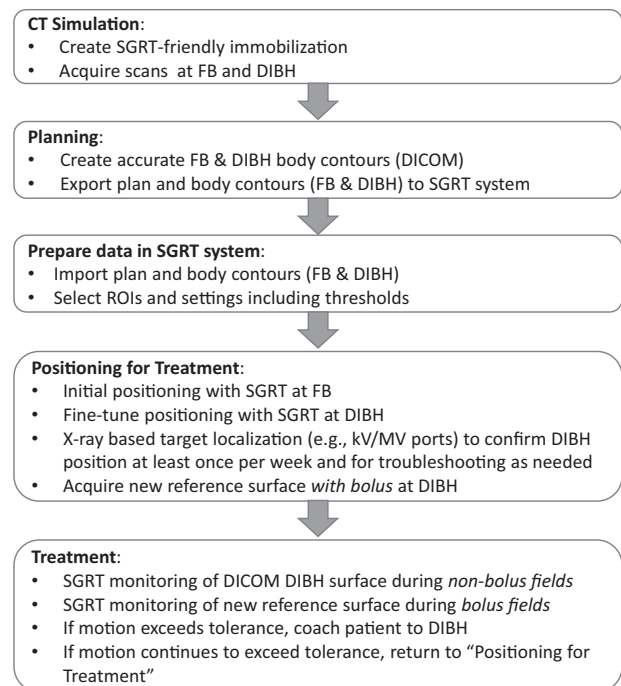 CT Simulation:
• Create SGRT-friendly immobilization
• Acquire scans at FB and DIBH
Planning:
• Create accurate FB & DIBH body contours (DICOM)
• Export plan and body contours (FB & DIBH) to SGRT system
Prepare data in SGRT system:
• Import plan and body contours (FB & DIBH)
• Select ROIs and settings including thresholds
Positioning for Treatment:
• Initial positioning with SGRT at FB
• Fine-tune positioning with SGRT at DIBH
• X-ray based target localization (e.g., kV/MV ports) to confirm DIBH
position at least once per week and for troubleshooting as needed
• Acquire new reference surface with bolus at DIBH
Treatment:
• SGRT monitoring of DICOM DIBH surface during non-bolus fields
• SGRT monitoring of new reference surface during bolus fields
• If motion exceeds tolerance, coach patient to DIBH
• If motion continues to exceed tolerance, return to “Positioning for
Treatment”